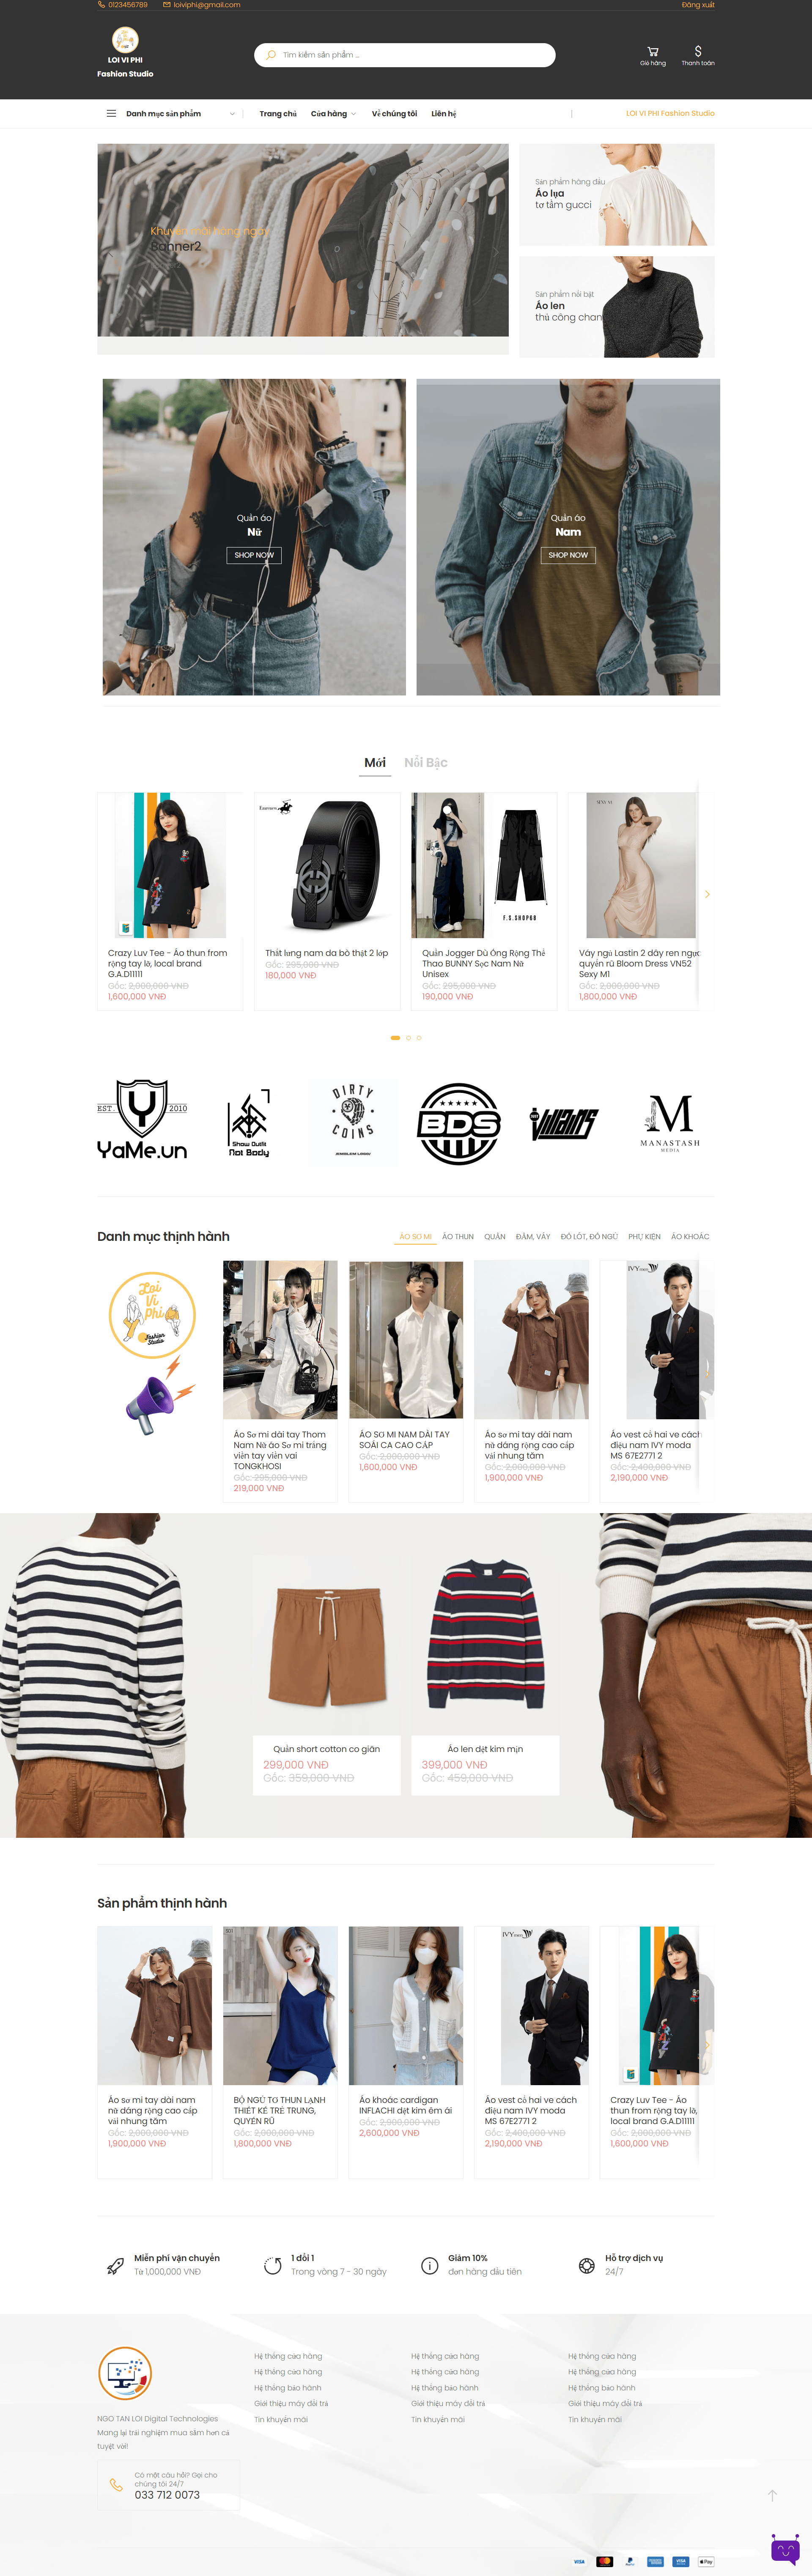 0123456789
loiviphi@gmail.com
Đăng xuất
LOI VI PHI
Fashion Studio
Tìm kiếm sản phẩm ...
Giỏ hàng
Thanh toán
Danh mục sản phẩm
Trang chủ
Cửa hàng
Về chúng tôi
Liên hệ
LOI VI PHI Fashion Studio
Banner2
Sản phẩm hàng đầu
Áo lụa
tơ tằm gucci
Sản phẩm nổi bật
Áo len
thủ công chan
Quần áo
Nữ
SHOP NOW
Quần áo
Nam
SHOP NOW
Mới
Nổi Bậc
F.S.SHOP68
Crazy Luv Tee - Áo thun from
rộng tay lỡ, local brand
G.A.D11111
Gốc: 2,000,000 VNĐ
1,600,000 VNĐ
Thắt lưng nam da bò thật 2 lớp
Gốc: 295,000 VNĐ
180,000 VNĐ
Quần Jogger Dù Ống Rộng Thể
Thao BUNNY Sọc Nam Nữ
Unisex
Gốc: 295,000 VNĐ
190,000 VNĐ
Váy ngủ Lastin 2 dây ren ngực
quyến rũ Bloom Dress VN52
Sexy M1
Gốc: 2,000,000 VNĐ
1,800,000 VNĐ
EST. 2010
YaMe.vn
Show Outfit
Not Body
DIRTY
COINS
BDS
MANASTASH
MEDIA
Danh mục thịnh hành
ÁO SƠ MI
ÁO THUN
QUẦN
ĐẦM, VÁY
ĐỒ LÓT, ĐỒ NGỦ
PHỤ KIỆN
ÁO KHOÁC
Loi
Vi
Phi
Fashion
Studio
IVY
Áo Sơ mi dài tay Thom
Nam Nữ áo Sơ mi trắng
viền tay viền vai
TONGKHOSI
Gốc: 295,000 VNĐ
219,000 VNĐ
ÁO SƠ MI NAM DÀI TAY
SOÁI CA CAO CẤP
Gốc: 2,000,000 VNĐ
1,600,000 VNĐ
Áo sơ mi tay dài nam
nữ dáng rộng cao cấp
vải nhung tăm
Gốc: 2,000,000 VNĐ
1,900,000 VNĐ
Áo vest cổ hai ve cách
điệu nam IVY moda
MS 67E2771 2
Gốc: 2,400,000 VNĐ
2,190,000 VNĐ
Quần short cotton co giãn
299,000 VNĐ
Gốc: 359,000 VNĐ
Áo len dệt kim mịn
399,000 VNĐ
Gốc: 459,000 VNĐ
Sản phẩm thịnh hành
IVY
Áo sơ mi tay dài nam
nữ dáng rộng cao cấp
vải nhung tăm
Gốc: 2,000,000 VNĐ
1,900,000 VNĐ
BỘ NGỦ TƠ THUN LẠNH
THIẾT KẾ TRẺ TRUNG,
QUYẾN RŨ
Gốc: 2,000,000 VNĐ
1,800,000 VNĐ
Áo khoác cardigan
INFLACHI dệt kim êm ái
Gốc: 2,900,000 VNĐ
2,600,000 VNĐ
Áo vest cổ hai ve cách
điệu nam IVY moda
MS 67E2771 2
Gốc: 2,400,000 VNĐ
2,190,000 VNĐ
Crazy Luv Tee - Áo
thun from rộng tay lỡ,
local brand G.A.D11111
Gốc: 2,000,000 VNĐ
1,600,000 VNĐ
Miễn phí vận chuyển
Từ 1,000,000 VNĐ
1 đổi 1
Trong vòng 7 - 30 ngày
Giảm 10%
đơn hàng đầu tiên
Hỗ trợ dịch vụ
24/7
NGO TAN LOI Digital Technologies
Mang lại trải nghiệm mua sắm hơn cả
tuyệt vời!
Có một câu hỏi? Gọi cho
chúng tôi 24/7
033 712 0073
Hệ thống cửa hàng
Hệ thống cửa hàng
Hệ thống bảo hành
Giới thiệu máy đổi trả
Tin khuyến mãi
Hệ thống cửa hàng
Hệ thống cửa hàng
Hệ thống bảo hành
Giới thiệu máy đổi trả
Tin khuyến mãi
Hệ thống cửa hàng
Hệ thống cửa hàng
Hệ thống bảo hành
Giới thiệu máy đổi trả
Tin khuyến mãi
VISA
VISA
Pay